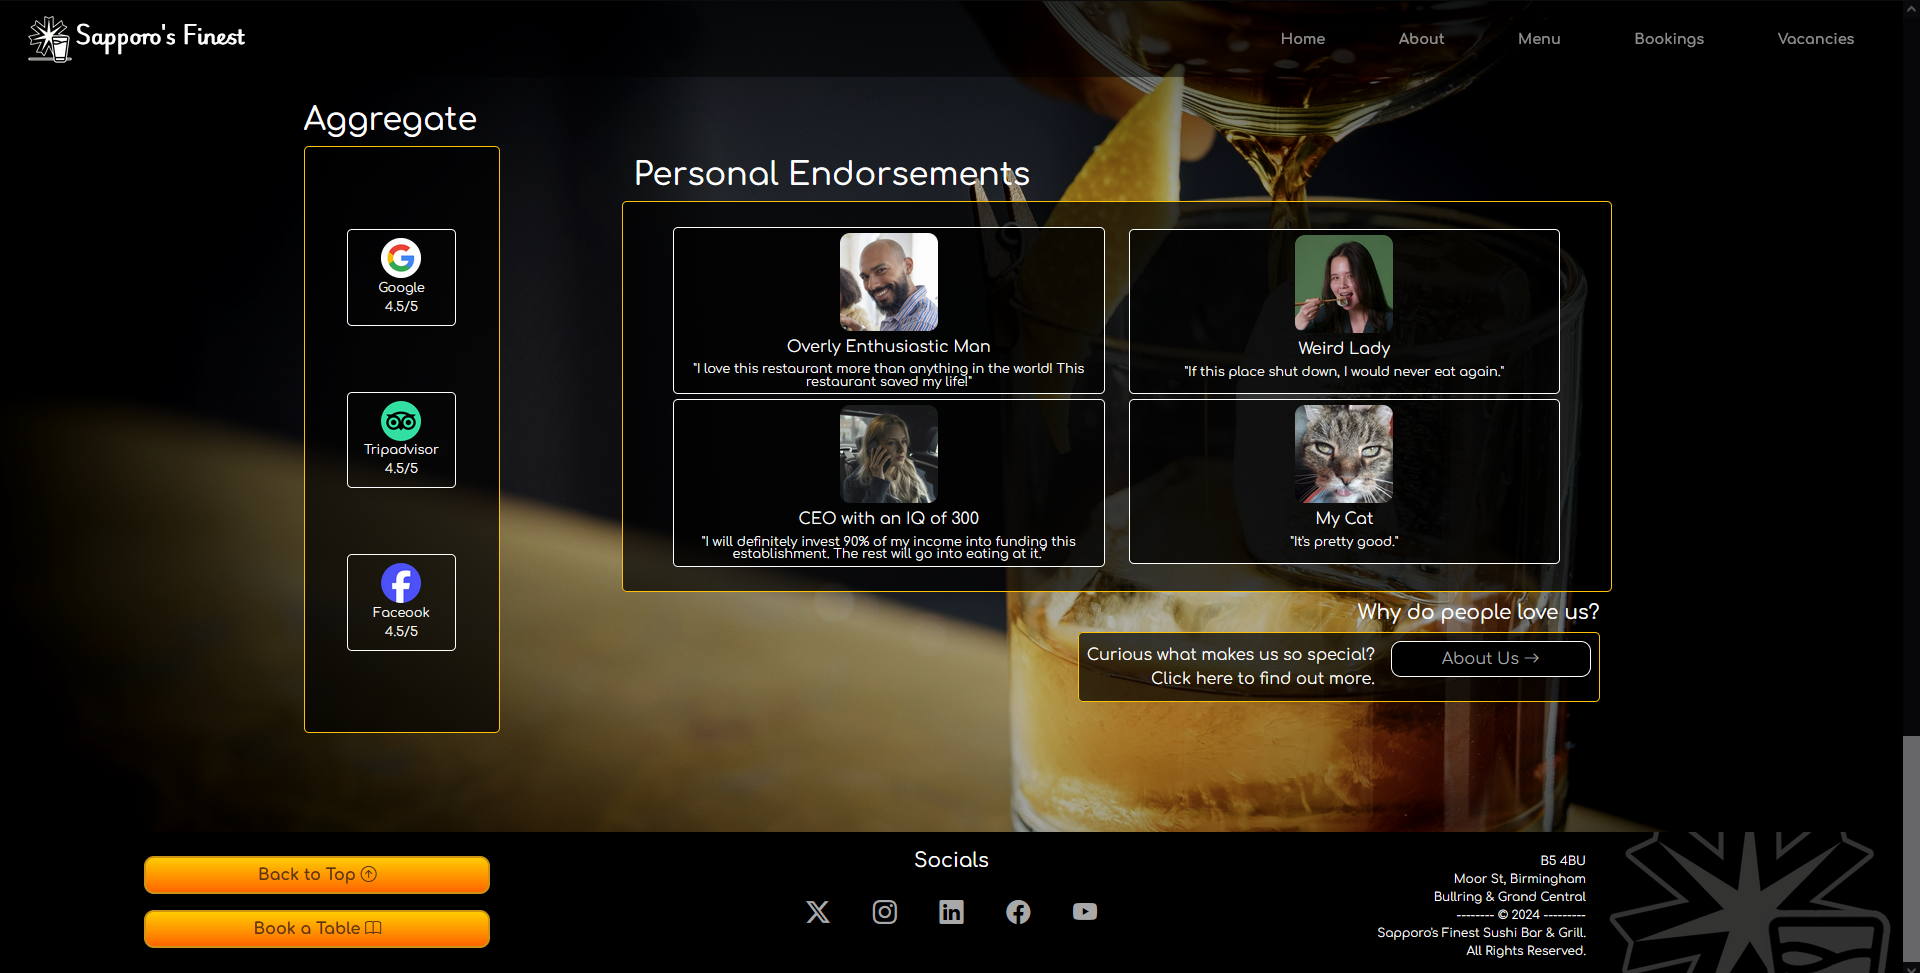 Sapporo's Finest
Home
About
Menu
Bookings
Vacancies
Aggregate
Google
4.5/5
Tripadvisor
4.5/5
Faceook
4.5/5
Personal Endorsements
Overly Enthusiastic Man
"I love this restaurant more than anything in the world! This
restaurant saved my life!"
Weird Lady
"If this place shut down, I would never eat again."
CEO with an IQ of 300
"I will definitely invest 90% of my income into funding this
establishment. The rest will go into eating at it."
My Cat
"It's pretty good."
Why do people love us?
Curious what makes us so special?
Click here to find out more.
About Us →
Back to Top
Book a Table
Socials
B5 4BU
Moor St, Birmingham
Bullring & Grand Central
-------- © 2024 ---------
Sapporo's Finest Sushi Bar & Grill.
All Rights Reserved.